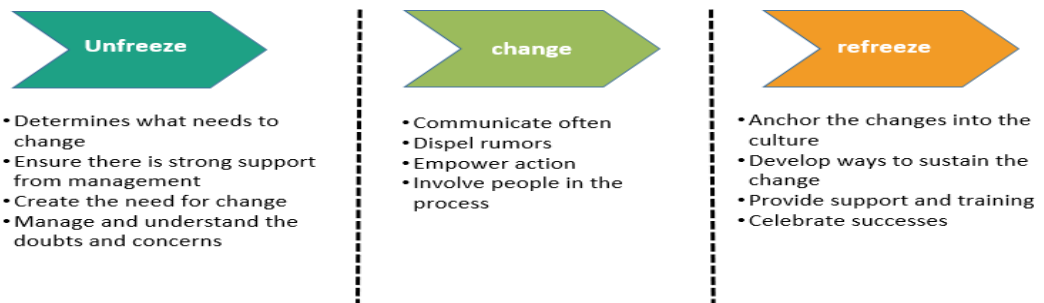 Unfreeze
• Determines what needs to
change
• Ensure there is strong support
from management
• Create the need for change
• Manage and understand the
doubts and concerns
change
• Communicate often
• Dispel rumors
• Empower action
• Involve people in the
process
refreeze
• Anchor the changes into the
culture
• Develop ways to sustain the
change
• Provide support and training
• Celebrate successes